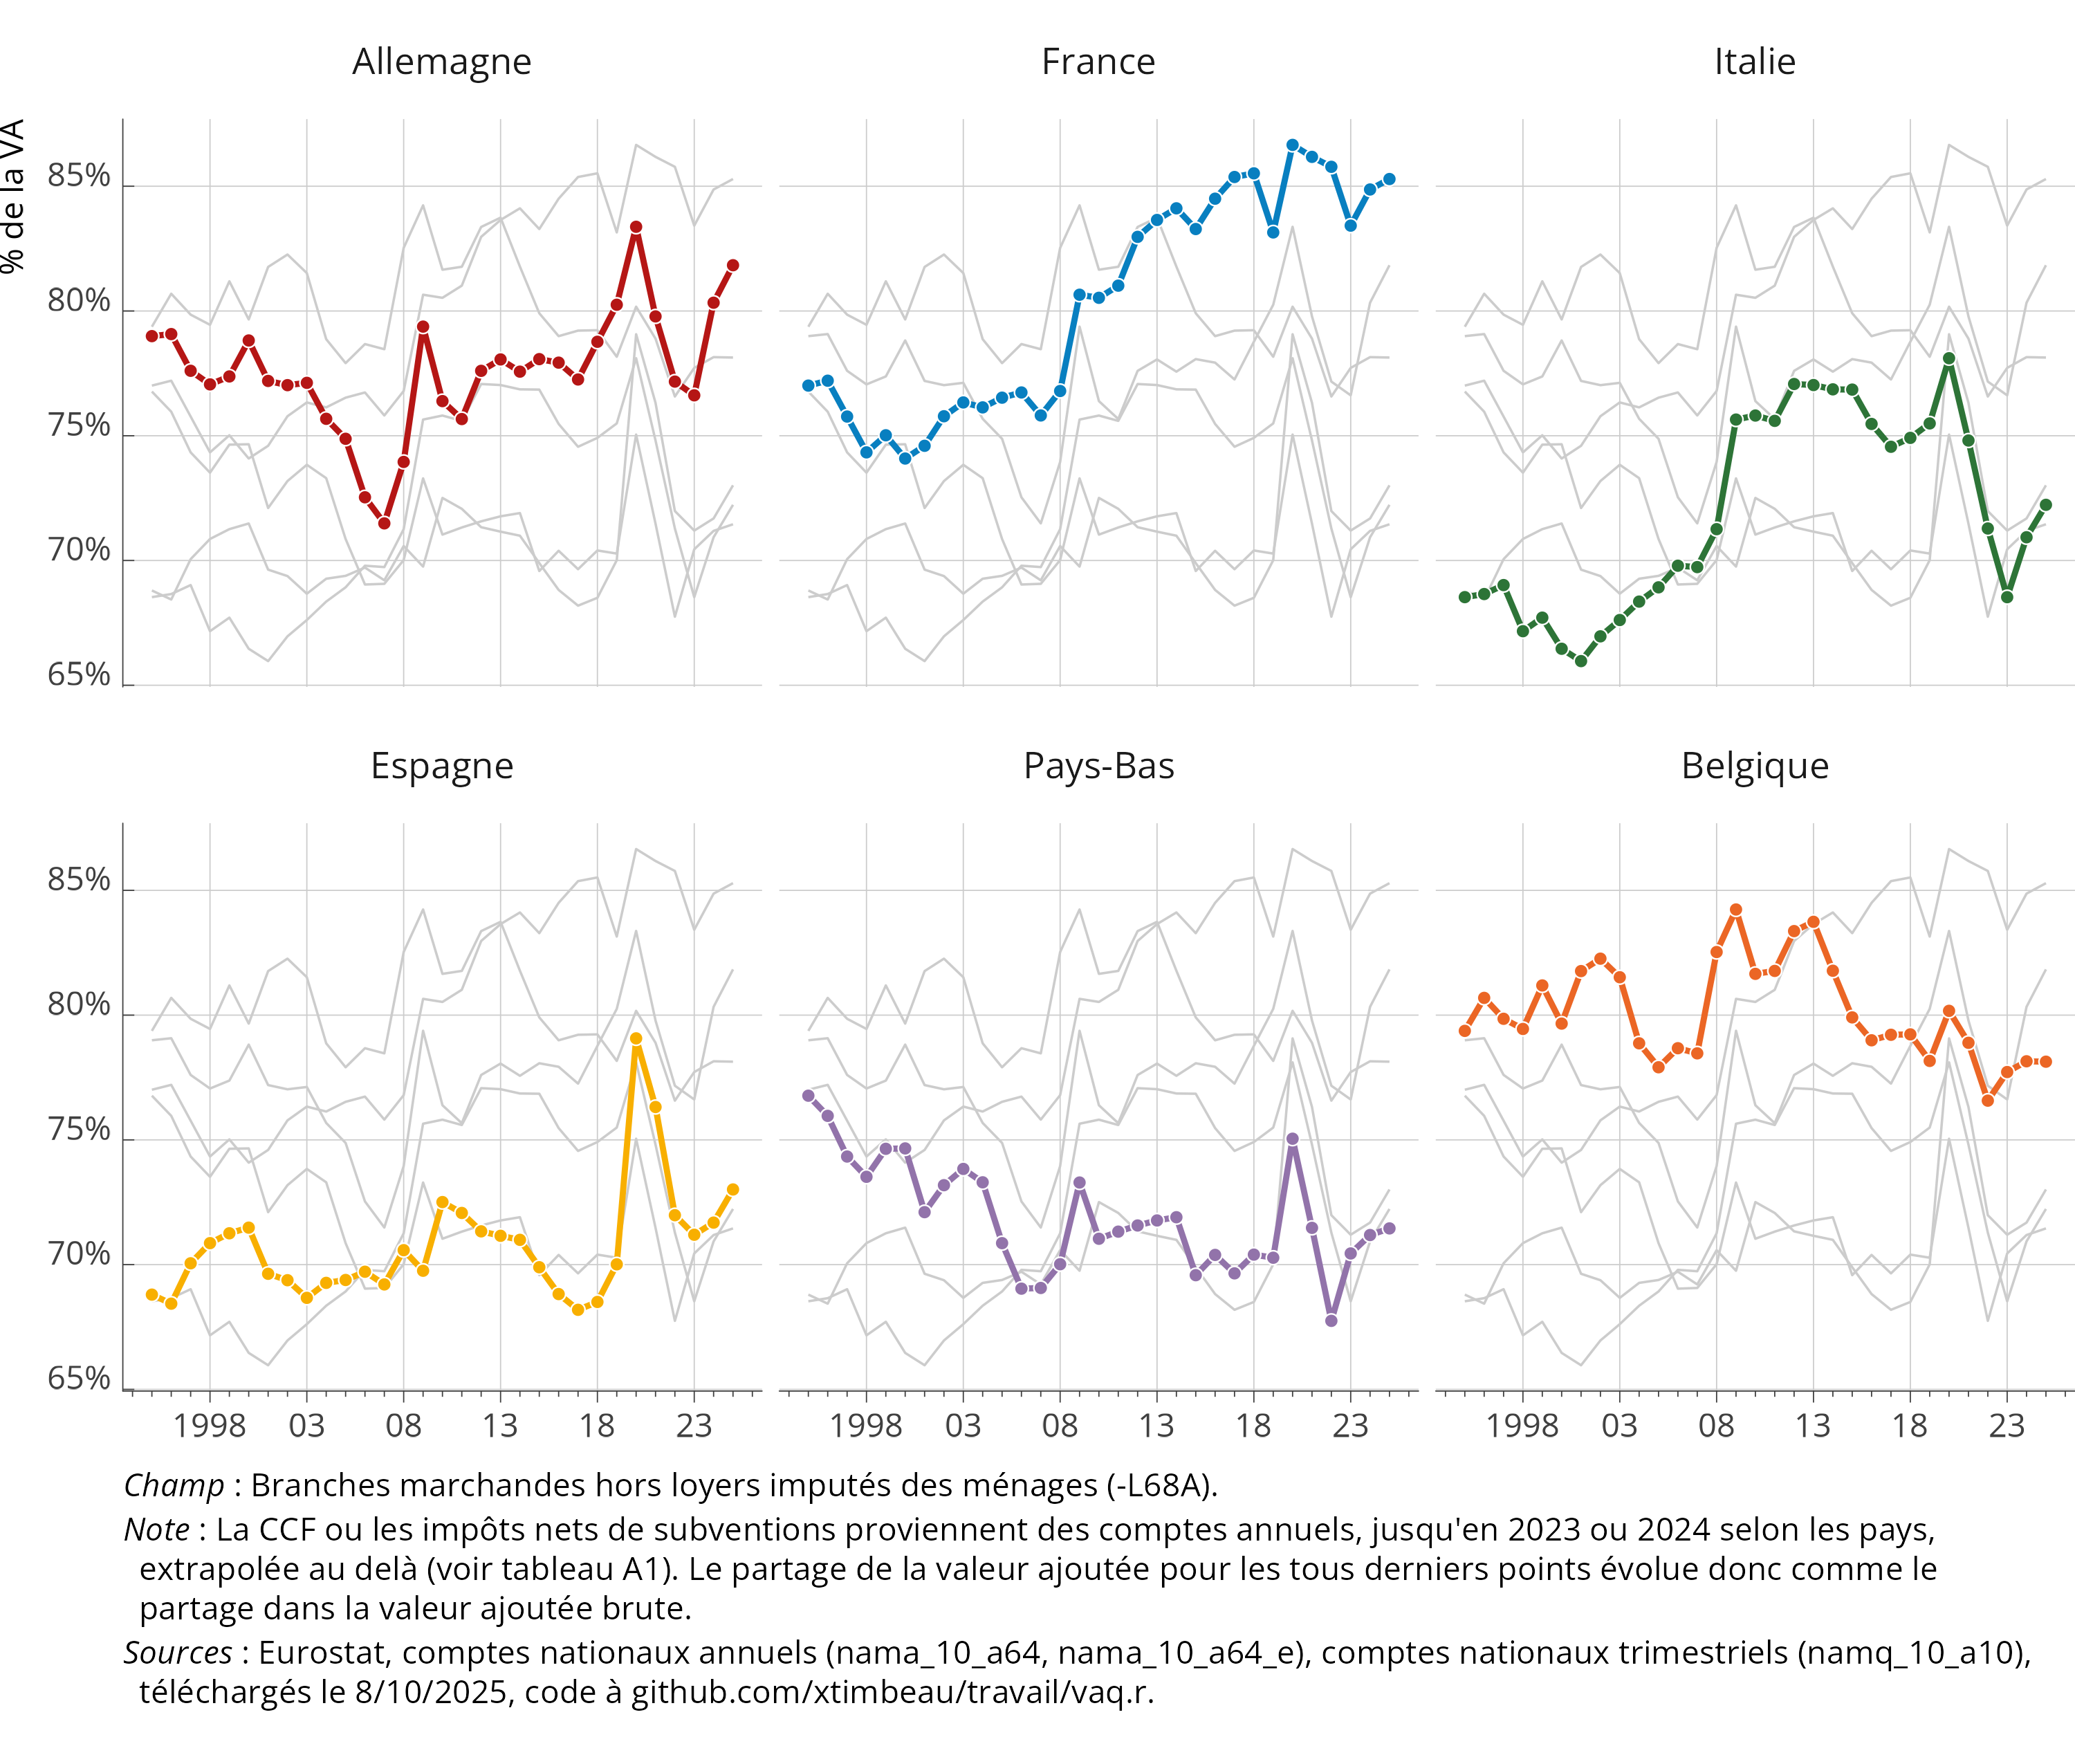 Allemagne
France
Italie
% de la VA
85%
80%
75%
70%
65%
Espagne
Pays-Bas
Belgique
85%
80%
75%
70%
65%
1998 03 08 13 18 23
1998 03 08 13 18 23
1998 03 08 13 18 23
Champ : Branches marchandes hors loyers imputés des ménages (-L68A).
Note : La CCF ou les impôts nets de subventions proviennent des comptes annuels, jusqu'en 2023 ou 2024 selon les pays,
extrapolée au delà (voir tableau A1). Le partage de la valeur ajoutée pour les tous derniers points évolue donc comme le
partage dans la valeur ajoutée brute.
Sources : Eurostat, comptes nationaux annuels (nama_10_a64, nama_10_a64_e), comptes nationaux trimestriels (namq_10_a10),
téléchargés le 8/10/2025, code à github.com/xtimbeau/travail/vaq.r.